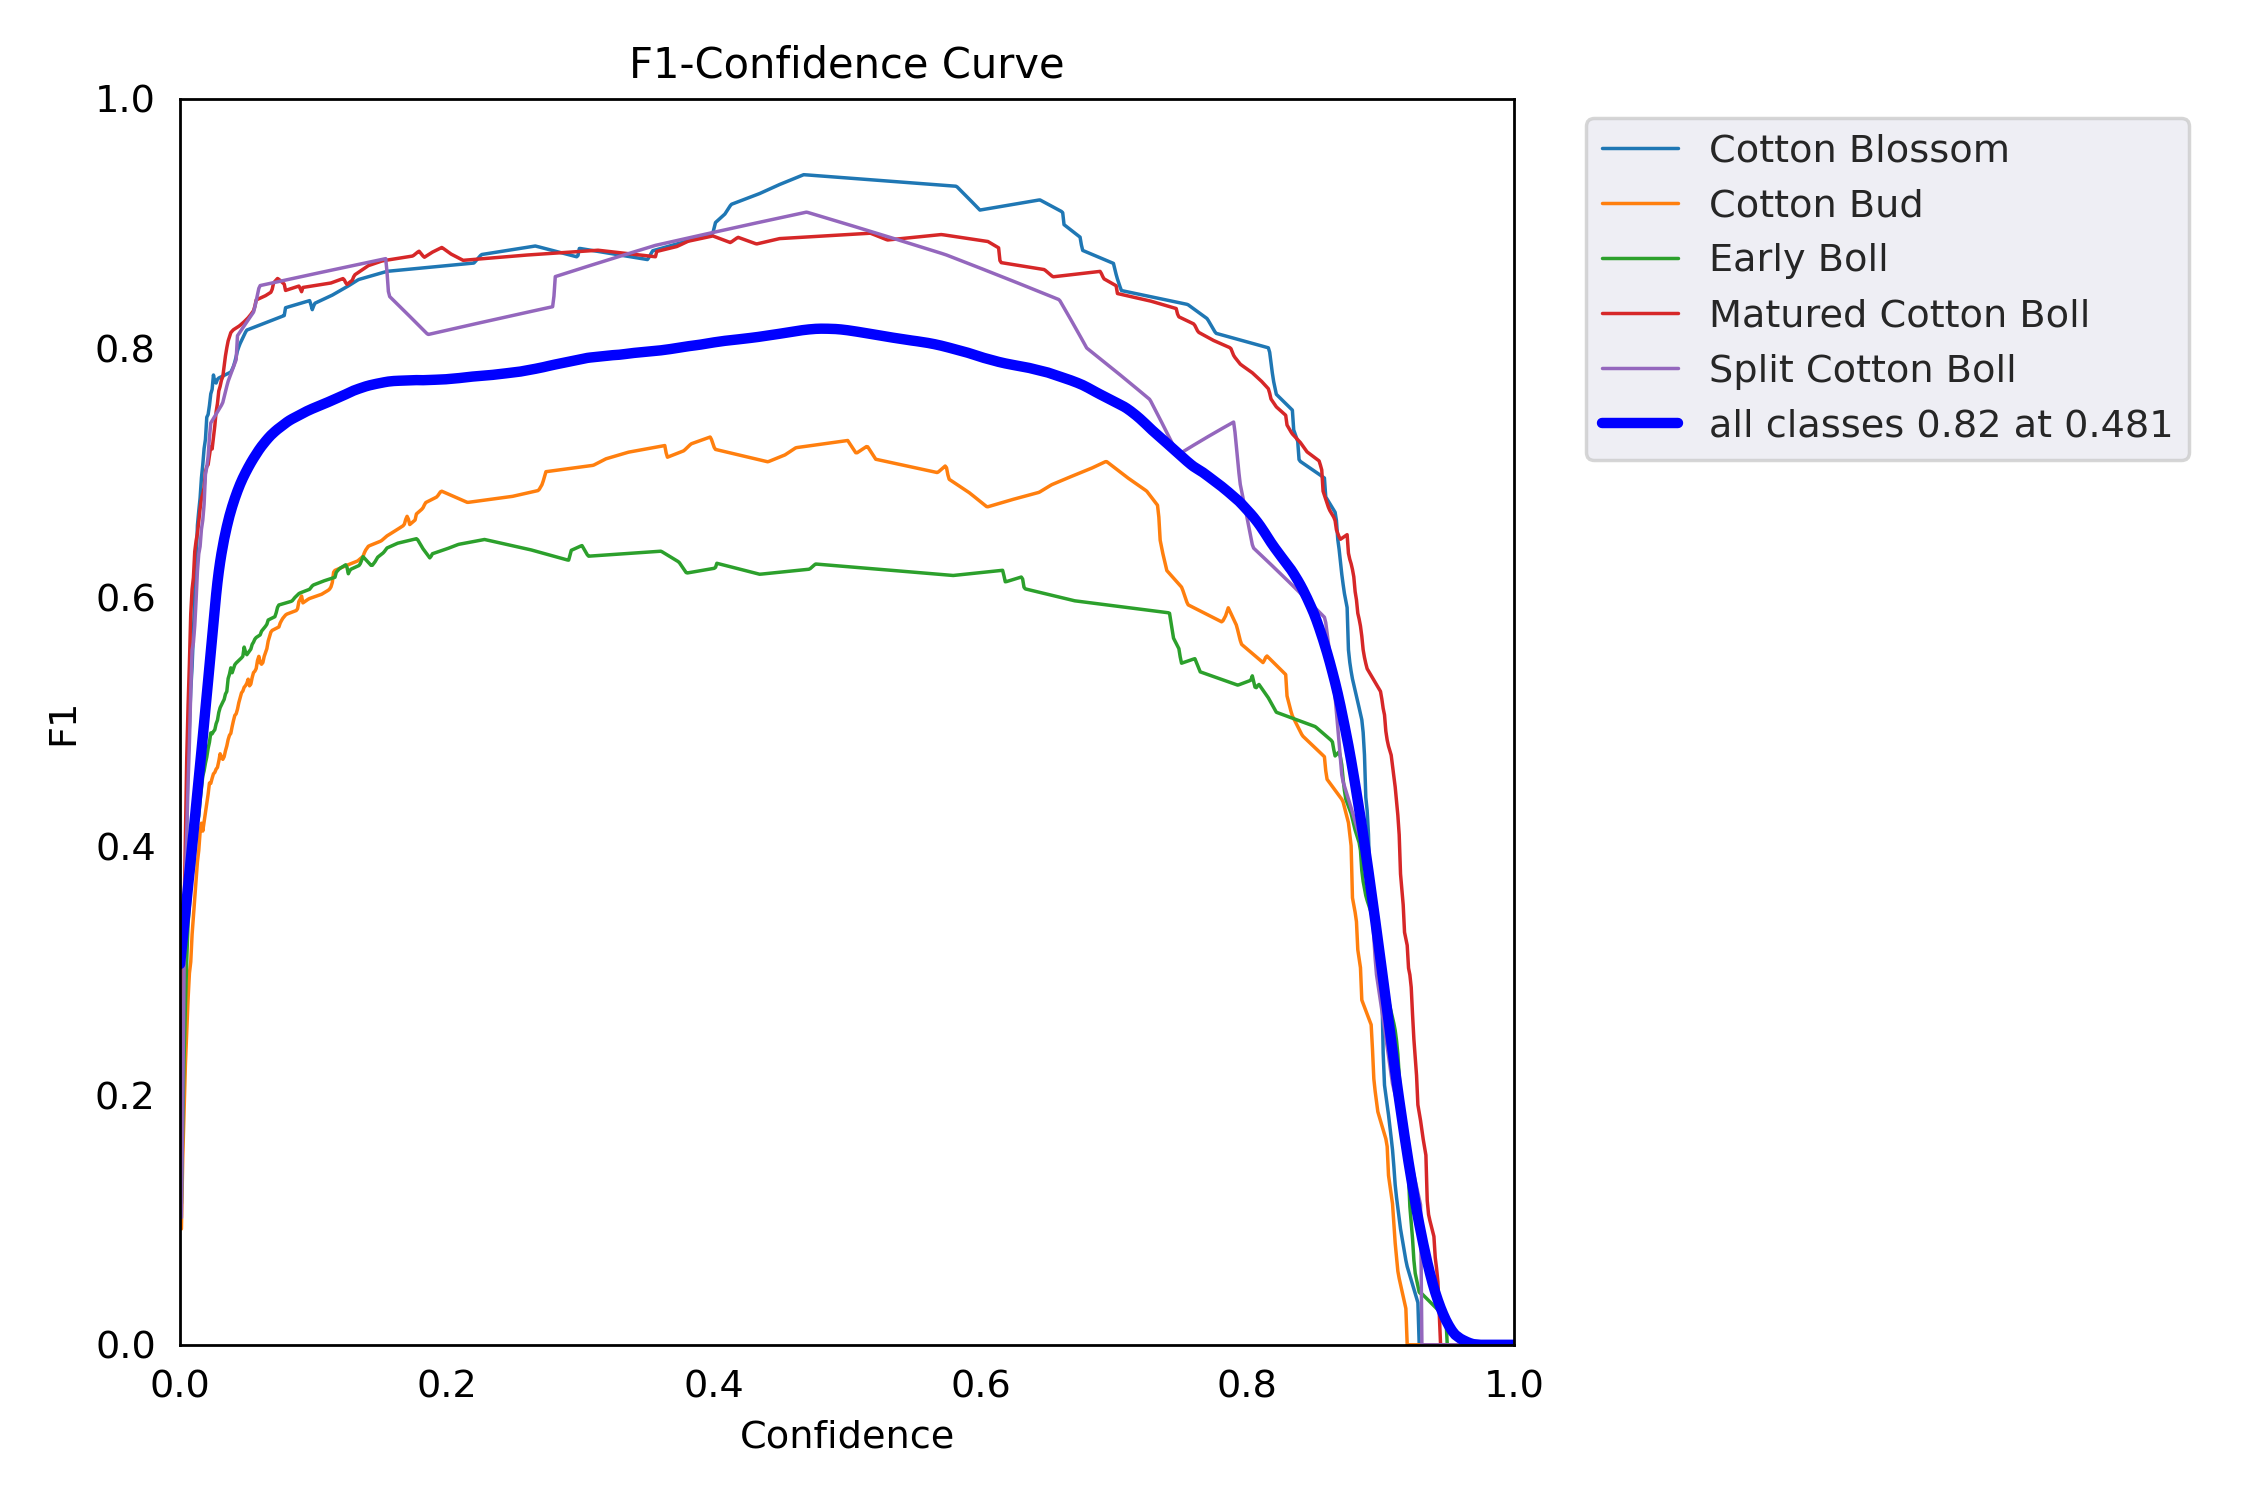 F1-Confidence Curve
1.0
0.8
0.6
0.4
0.2
0.0
F1
0.0 0.2 0.4 0.6 0.8 1.0
Confidence
Cotton Blossom
Cotton Bud
Early Boll
Matured Cotton Boll
Split Cotton Boll
all classes 0.82 at 0.481